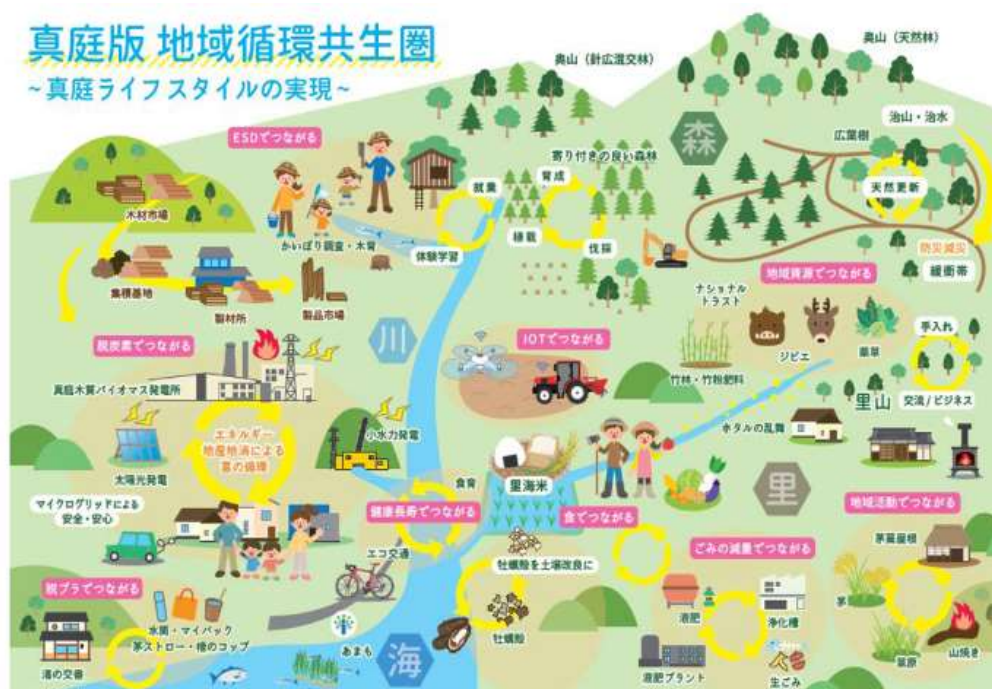 真庭版 地域循環共生圏
~真庭ライフスタイルの実現~
奥山（針広混交林）
奥山（天然林）
森
治山・治水
広葉樹
天然更新
防災減災
緩衝帯
ESDでつながる
かいぼり調査・木育
就業
体験学習
寄り付きの良い森林
育成
植栽
伐採
木材市場
集積基地
製材所
製品市場
川
脱炭素でつながる
真庭木質バイオマス発電所
エネルギー
地産地消による
富の循環
太陽光発電
小水力発電
マイクログリッドによる
安全・安心
IOTでつながる
地域資源でつながる
ナショナル
トラスト
ジビエ
薬草
竹林・竹粉肥料
手入れ
交流/ビジネス
里山
ホタルの乱舞
里
里海米
食育
健康長寿でつながる
食でつながる
エコ交通
牡蠣殻を土壌改良に
牡蠣殻
ごみの減量でつながる
液肥
浄化槽
液肥プラント
生ごみ
地域活動でつながる
茅葺屋根
茅
茅原
山焼き
脱プラでつながる
水筒・マイバック
茅ストロー・檜のコップ
海の交番
あまも
海